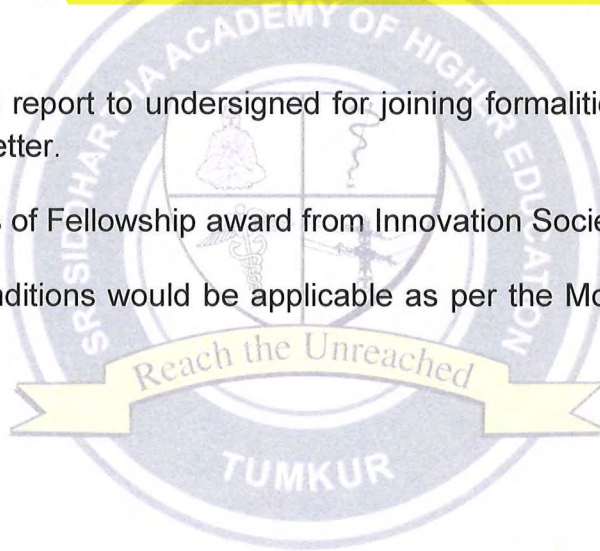 SRI SIDDHARTHA ACADEMY OF HIGHER EDUCATION
report to undersigned for joining formalities
etter.
of Fellowship award from Innovation Socie
nditions would be applicable as per the Mo
Reach the Unreached
TUMKUR